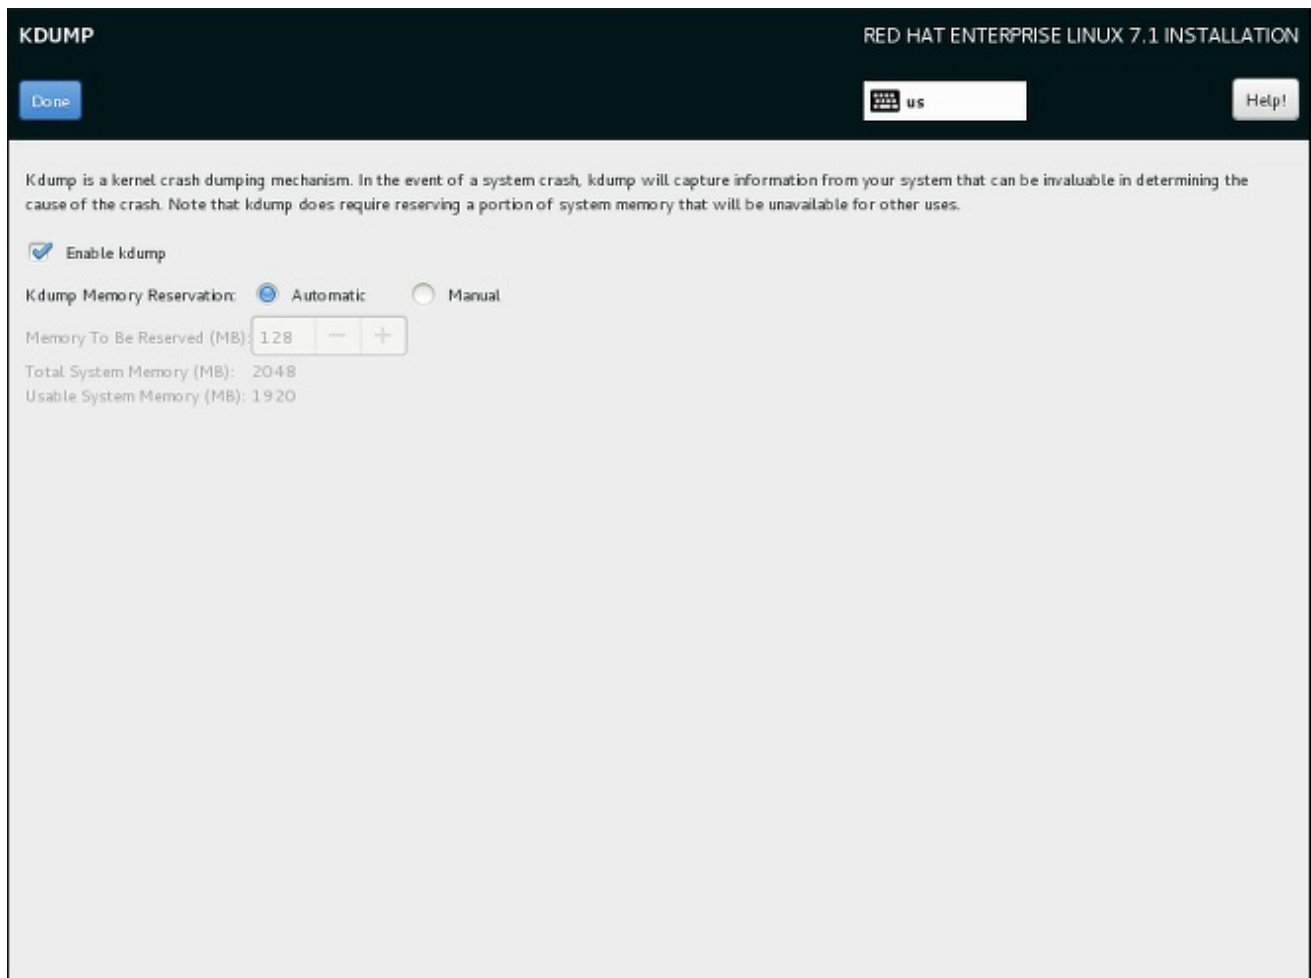 KDUMP
RED HAT ENTERPRISE LINUX 7.1 INSTALLATION
Done
us
Help!
Kdump is a kernel crash dumping mechanism. In the event of a system crash, kdump will capture information from your system that can be invaluable in determining the
cause of the crash. Note that kdump does require reserving a portion of system memory that will be unavailable for other uses.
Enable kdump
Kdump Memory Reservation: Automatic Manual
Memory To Be Reserved (MB): 128 − +
Total System Memory (MB): 2048
Usable System Memory (MB): 1920